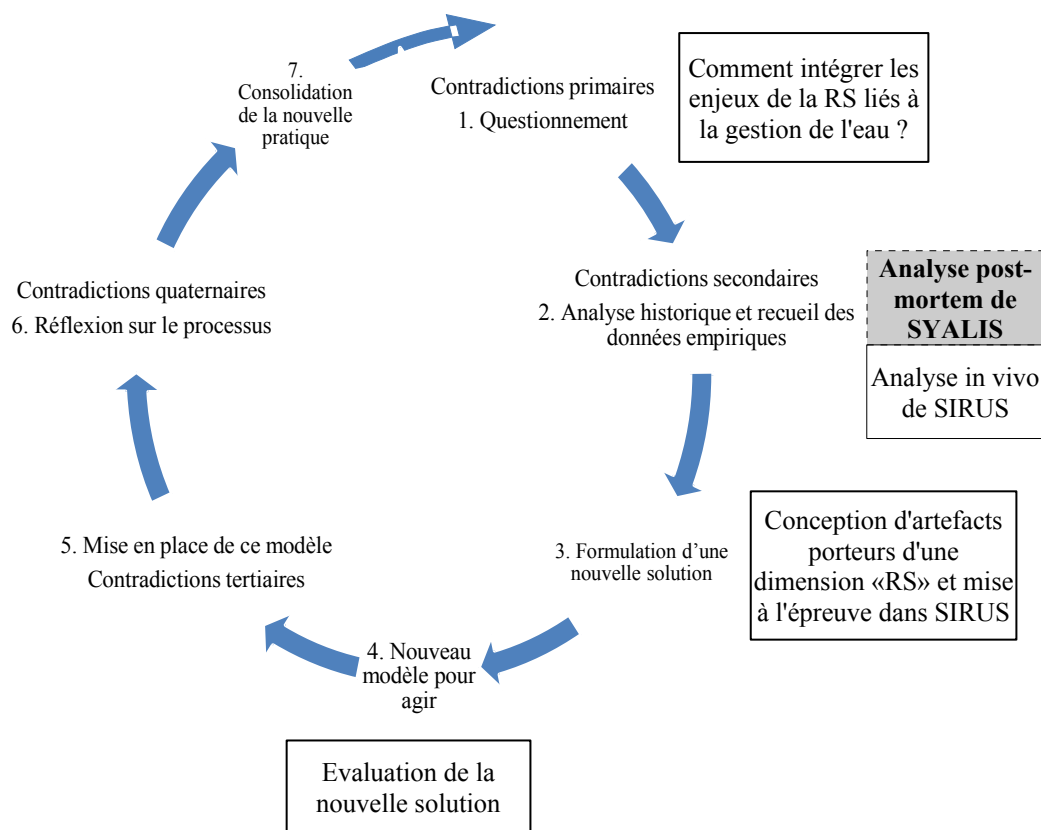 Contradictions primaires
1. Questionnement
Comment intégrer les
enjeux de la RS liés à
la gestion de l'eau ?
Contradictions secondaires
2. Analyse historique et recueil des
données empiriques
Analyse post-
mortem de
SYALIS
Analyse in vivo
de SIRUS
3. Formulation d’une
nouvelle solution
Conception d'artefacts
porteurs d'une
dimension «RS» et mise
à l'épreuve dans SIRUS
4. Nouveau
modèle pour
agir
Evaluation de la
nouvelle solution
5. Mise en place de ce modèle
Contradictions tertiaires
Contradictions quaternaires
6. Réflexion sur le processus
7.
Consolidation
de la nouvelle
pratique